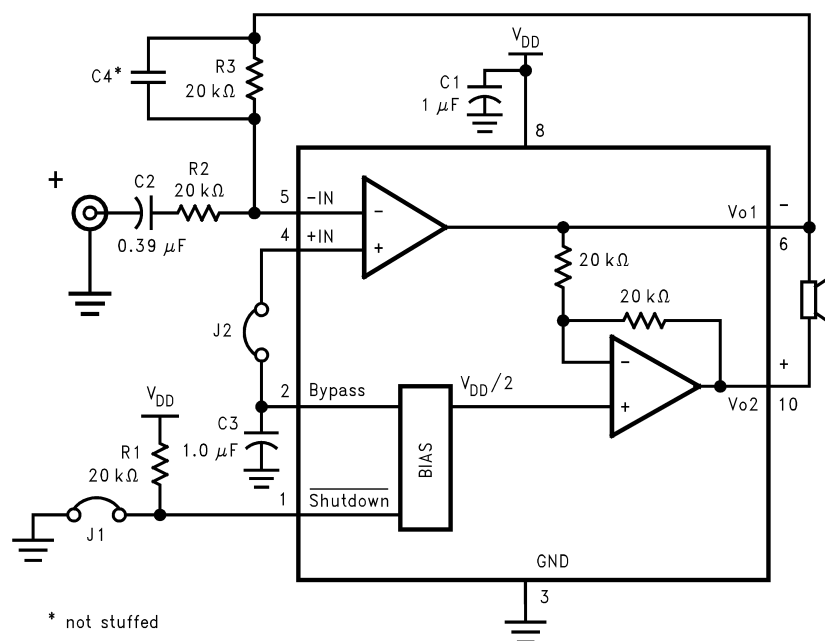 V_DD
C1
1 μF
8
C4*
R3
20 kΩ
+
C2
0.39 μF
R2
20 kΩ
5
-IN
4
+IN
-
+
Vo1
-
6
20 kΩ
20 kΩ
J2
2
Bypass
V_DD/2
-
+
+
Vo2
10
C3
1.0 μF
BIAS
V_DD
R1
20 kΩ
1
Shutdown
J1
GND
3
* not stuffed